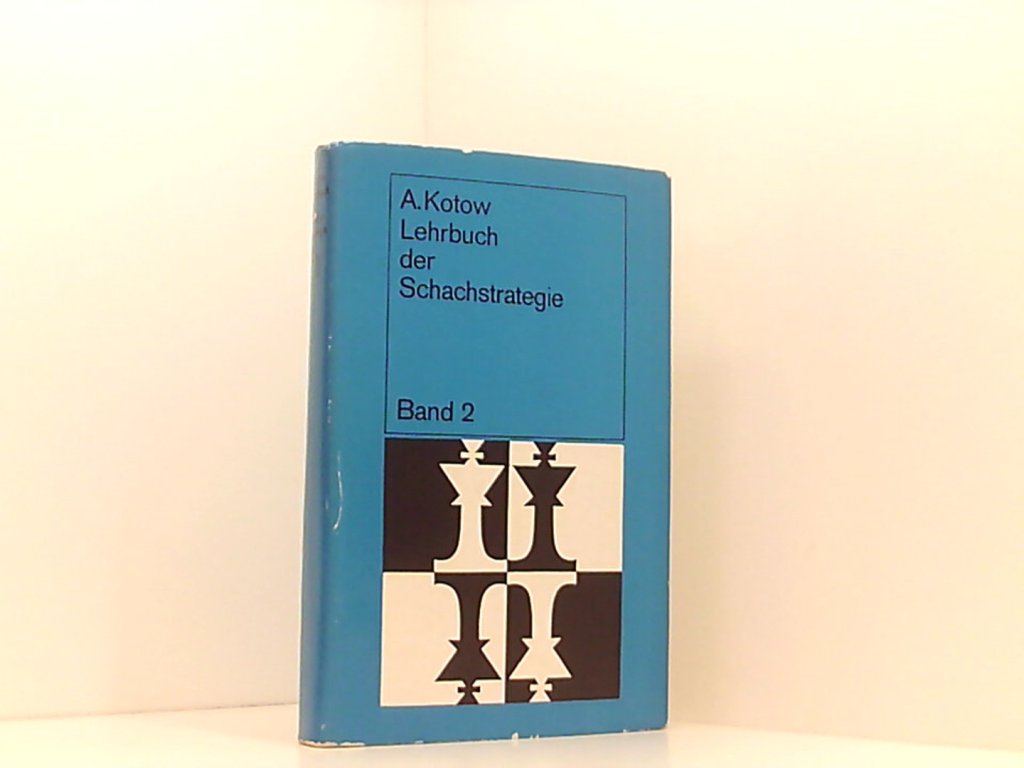 A.Kotow
Lehrbuch
der
Schachstrategie
Band 2